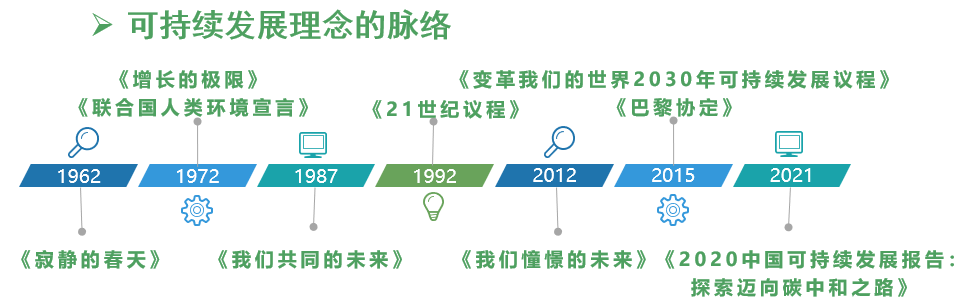 可持续发展理念的脉络
《增长的极限》
《变革我们的世界2030年可持续发展议程》
《联合国人类环境宣言》
《21世纪议程》
《巴黎协定》
1962
1972
1987
1992
2012
2015
2021
《寂静的春天》
《我们共同的未来》
《我们憧憬的未来》
《2020中国可持续发展报告:
探索迈向碳中和之路》